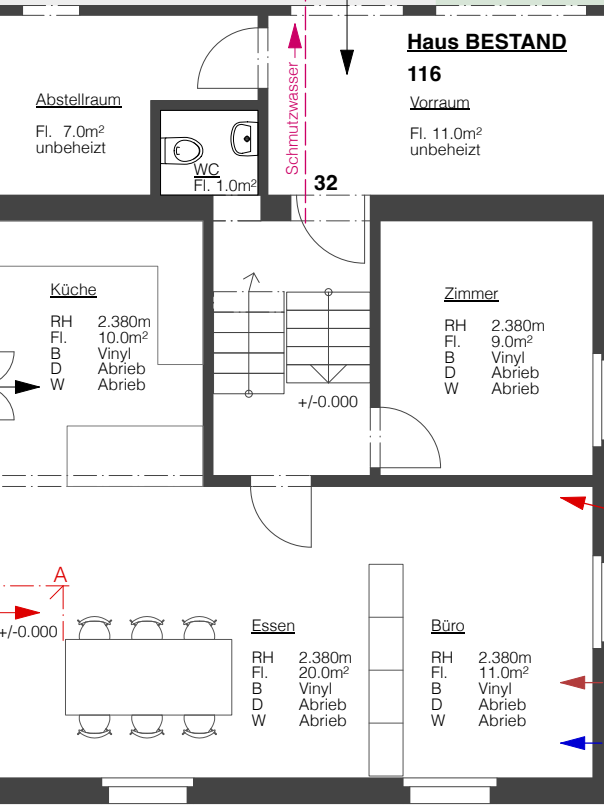 Haus BESTAND
116
Abstellraum
Fl. 7.0m²
unbeheizt
Vorraum
Fl. 11.0m²
unbeheizt
Schmutzwasser
WC
Fl. 1.0m²
32
Küche
RH 2.380m
Fl. 10.0m²
B Vinyl
D Abrieb
W Abrieb
Zimmer
RH 2.380m
Fl. 9.0m²
B Vinyl
D Abrieb
W Abrieb
+/-0.000
A
+/-0.000
Essen
RH 2.380m
Fl. 20.0m²
B Vinyl
D Abrieb
W Abrieb
Büro
RH 2.380m
Fl. 11.0m²
B Vinyl
D Abrieb
W Abrieb